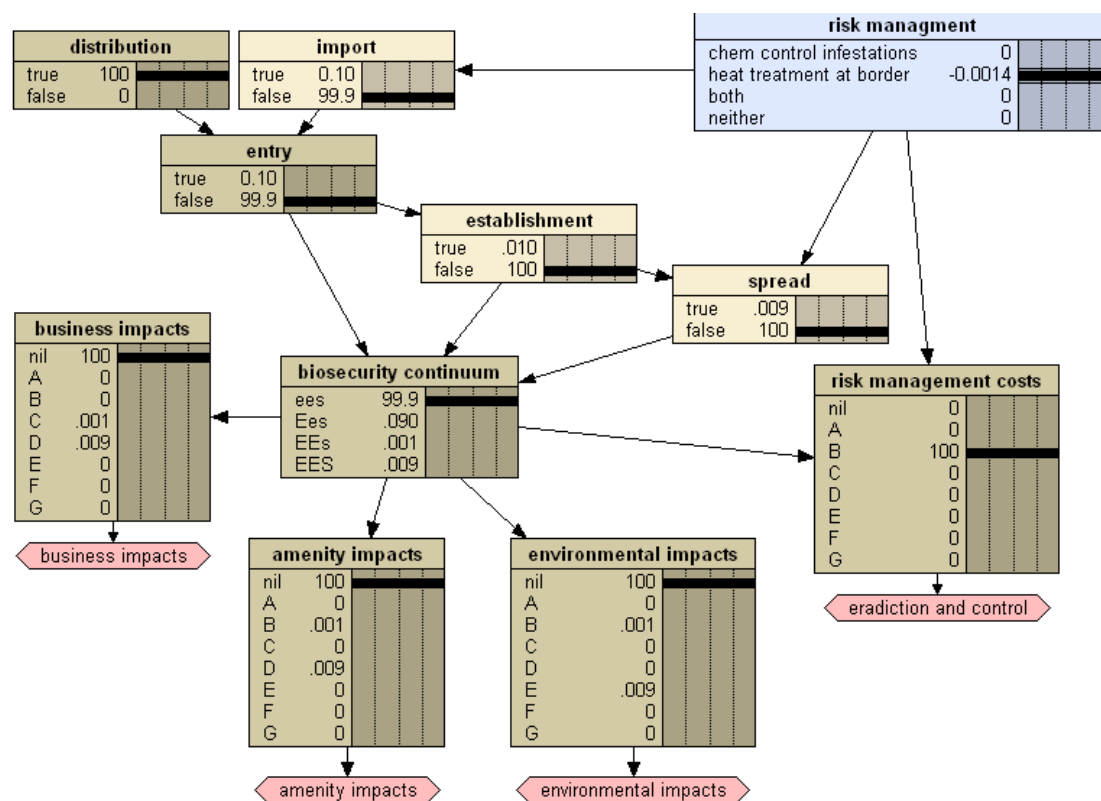 distribution
true 100
false 0
import
true 0.10
false 99.9
risk managment
chem control infestations 0
heat treatment at border -0.0014
both 0
neither 0
entry
true 0.10
false 99.9
establishment
true .010
false 100
spread
true .009
false 100
business impacts
nil 100
A 0
B 0
C .001
D .009
E 0
F 0
G 0
business impacts
biosecurity continuum
ees 99.9
Ees .090
EEs .001
EES .009
risk management costs
nil 0
A 0
B 100
C 0
D 0
E 0
F 0
G 0
eradiction and control
amenity impacts
nil 100
A 0
B .001
C 0
D .009
E 0
F 0
G 0
amenity impacts
environmental impacts
nil 100
A 0
B .001
C 0
D 0
E .009
F 0
G 0
environmental impacts